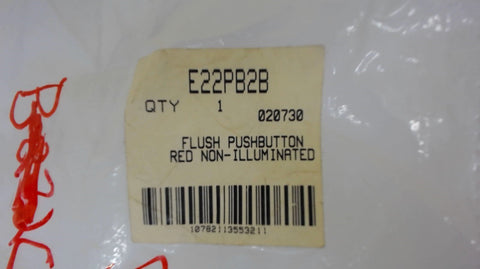 E22PB2B
QTY 1
020730
FLUSH PUSHBUTTON
RED NON-ILLUMINATED
10782113553211